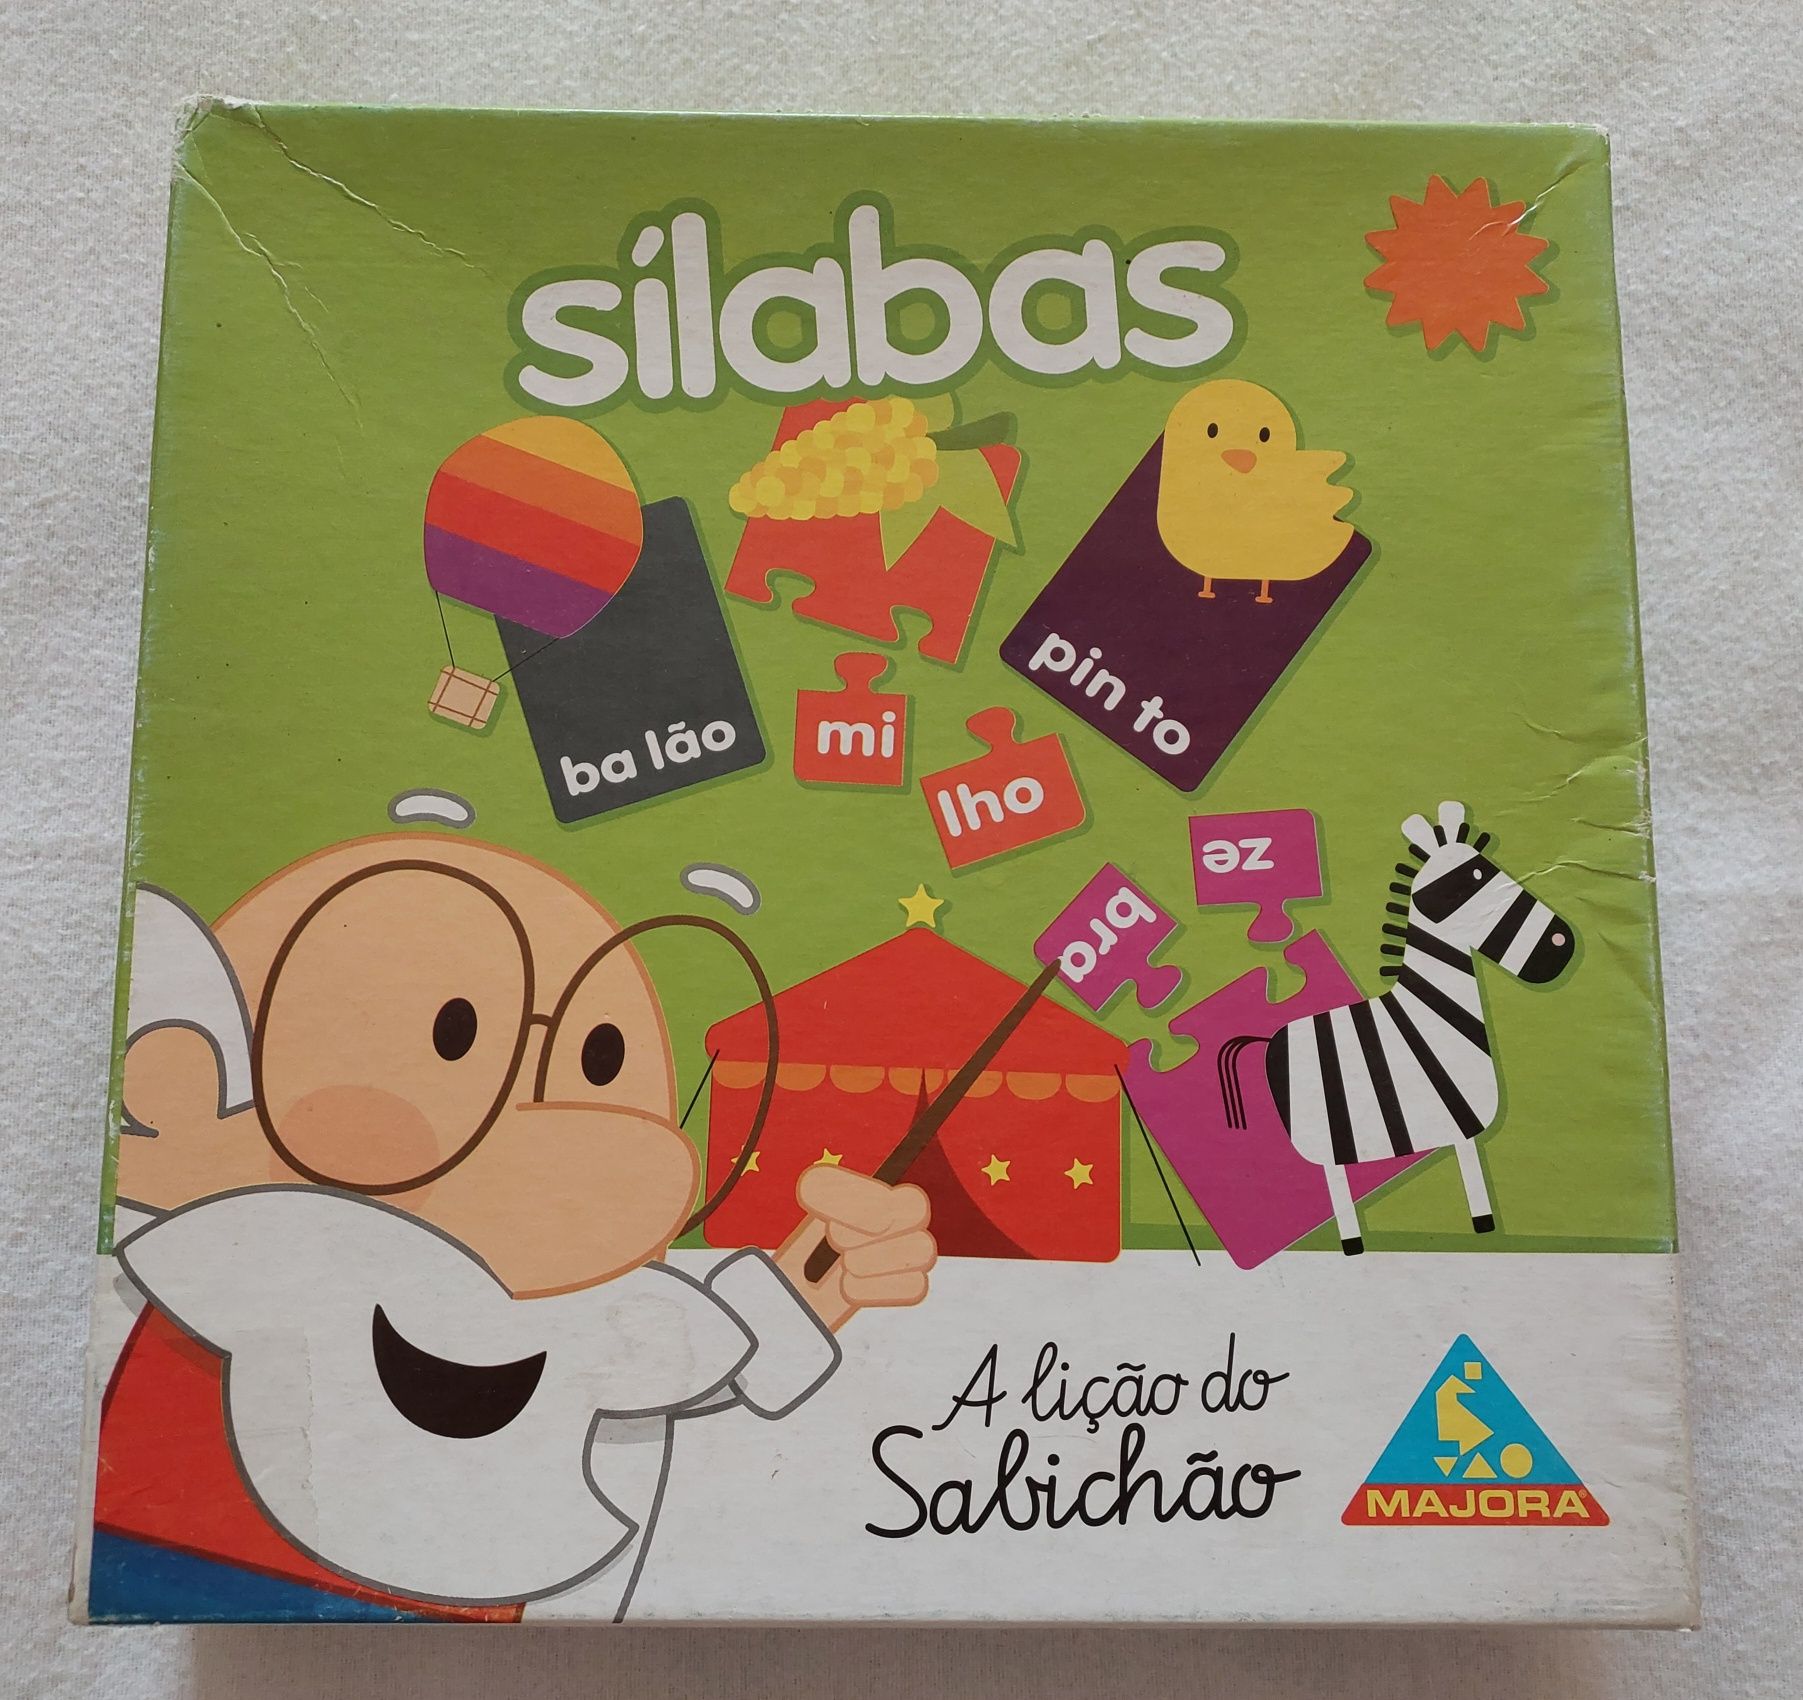 sílabas
ba lão
mi
lho
pin to
ze
bra
A lição do
Sabichão
MAJORA®